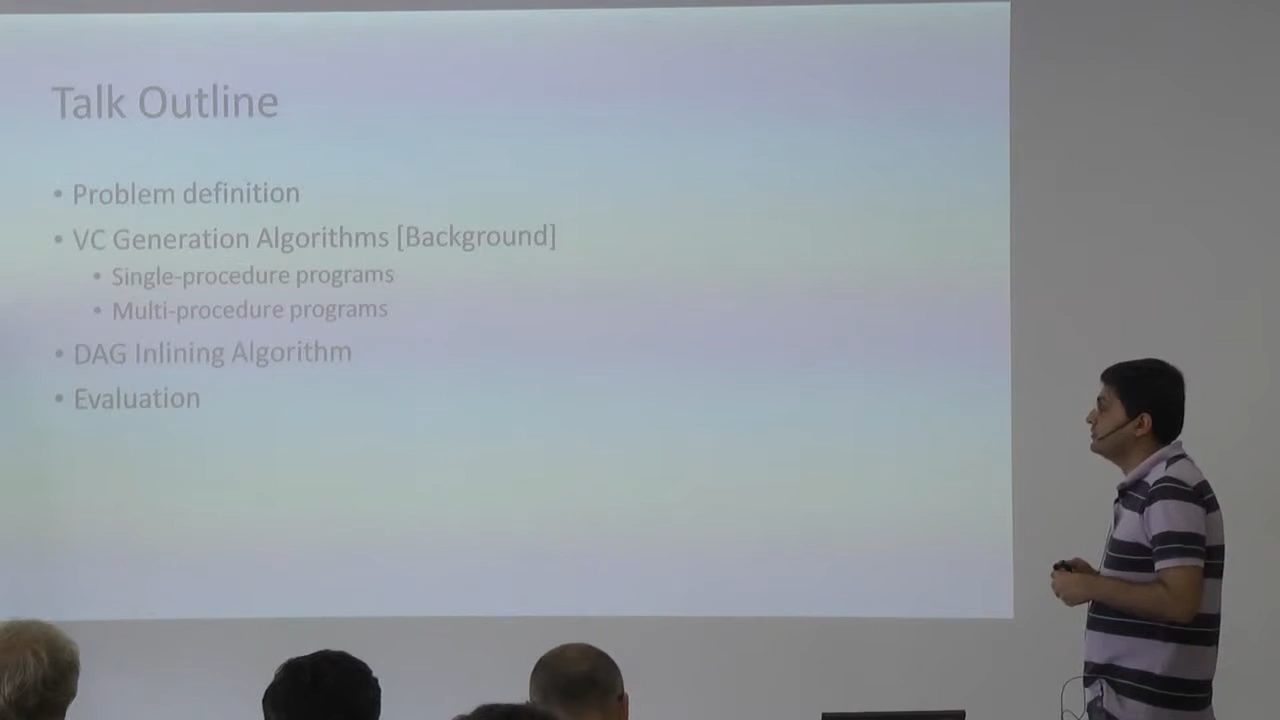 Talk Outline
• Problem definition
• VC Generation Algorithms [Background]
• Single-procedure programs
• Multi-procedure programs
• DAG Inlining Algorithm
• Evaluation